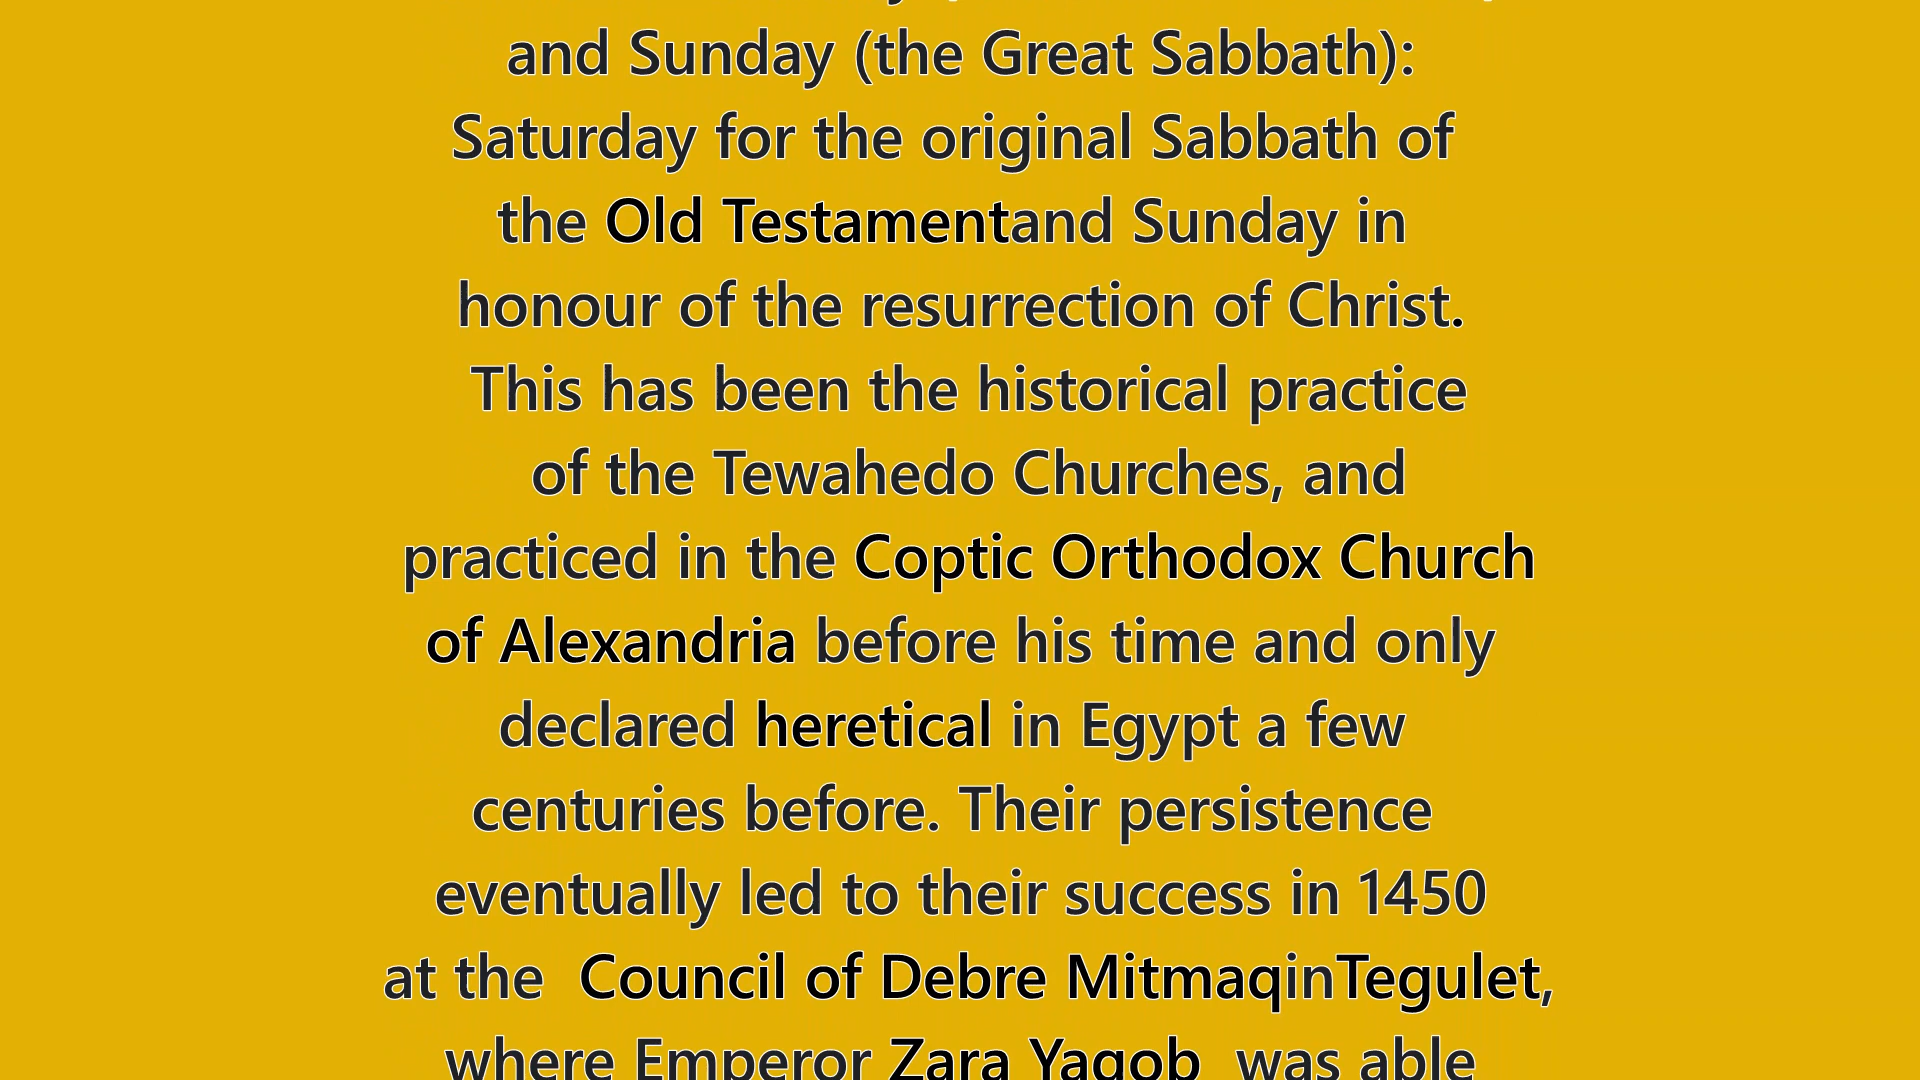 and Sunday (the Great Sabbath):
Saturday for the original Sabbath of
the Old Testamentand Sunday in
honour of the resurrection of Christ.
This has been the historical practice
of the Tewahedo Churches, and
practiced in the Coptic Orthodox Church
of Alexandria before his time and only
declared heretical in Egypt a few
centuries before. Their persistence
eventually led to their success in 1450
at the  Council of Debre MitmaqinTegulet,
where Emperor Zara Yaqob  was able